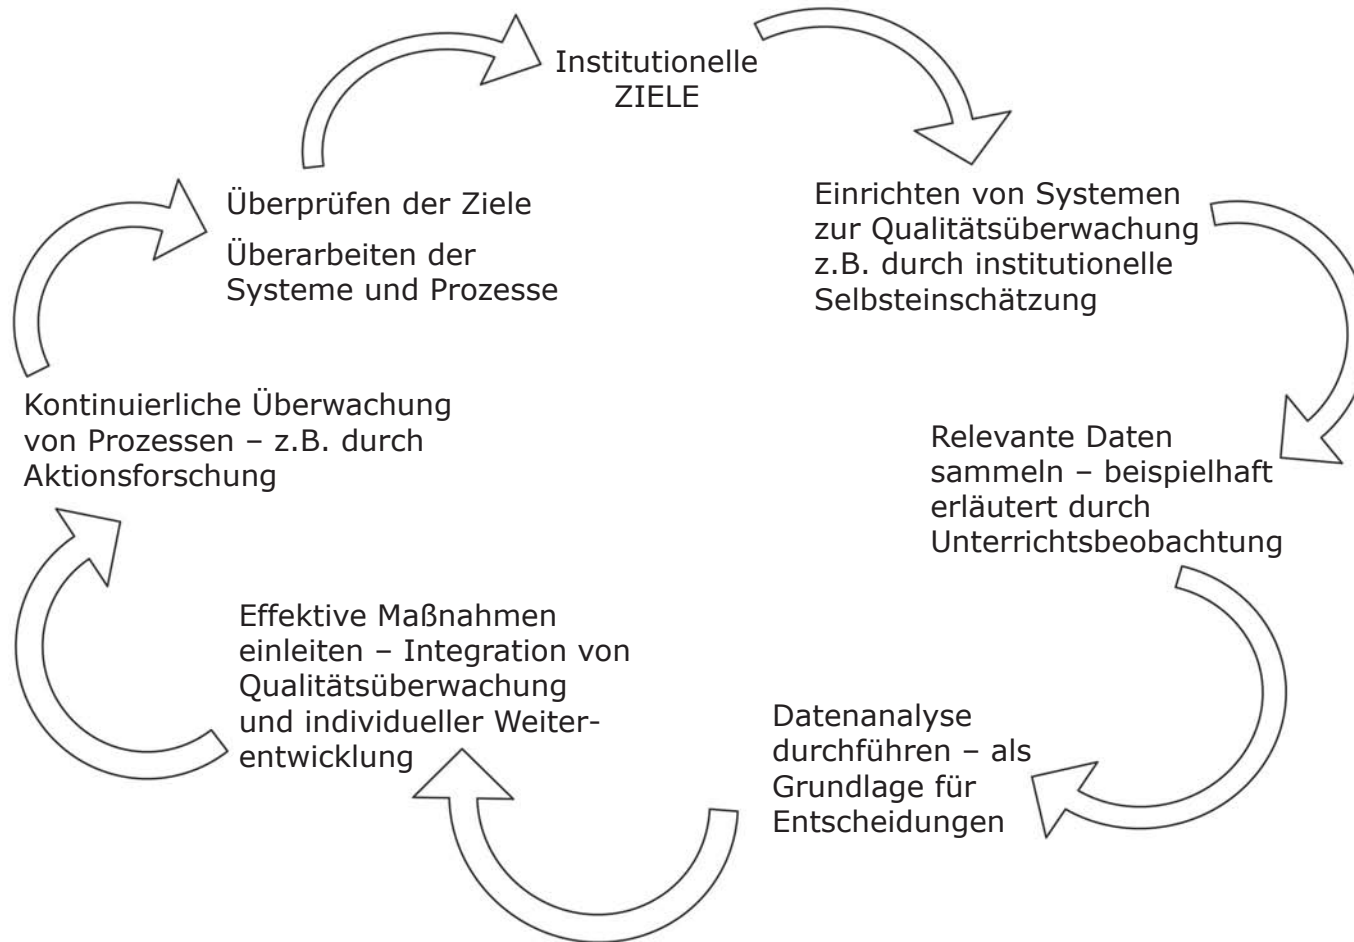 Institutionelle
ZIELE
Einrichten von Systemen
zur Qualitätsüberwachung
z.B. durch institutionelle
Selbsteinschätzung
Relevante Daten
sammeln – beispielhaft
erläutert durch
Unterrichtsbeobachtung
Datenanalyse
durchführen – als
Grundlage für
Entscheidungen
Effektive Maßnahmen
einleiten – Integration von
Qualitätsüberwachung
und individueller Weiter-
entwicklung
Kontinuierliche Überwachung
von Prozessen – z.B. durch
Aktionsforschung
Überprüfen der Ziele
Überarbeiten der
Systeme und Prozesse